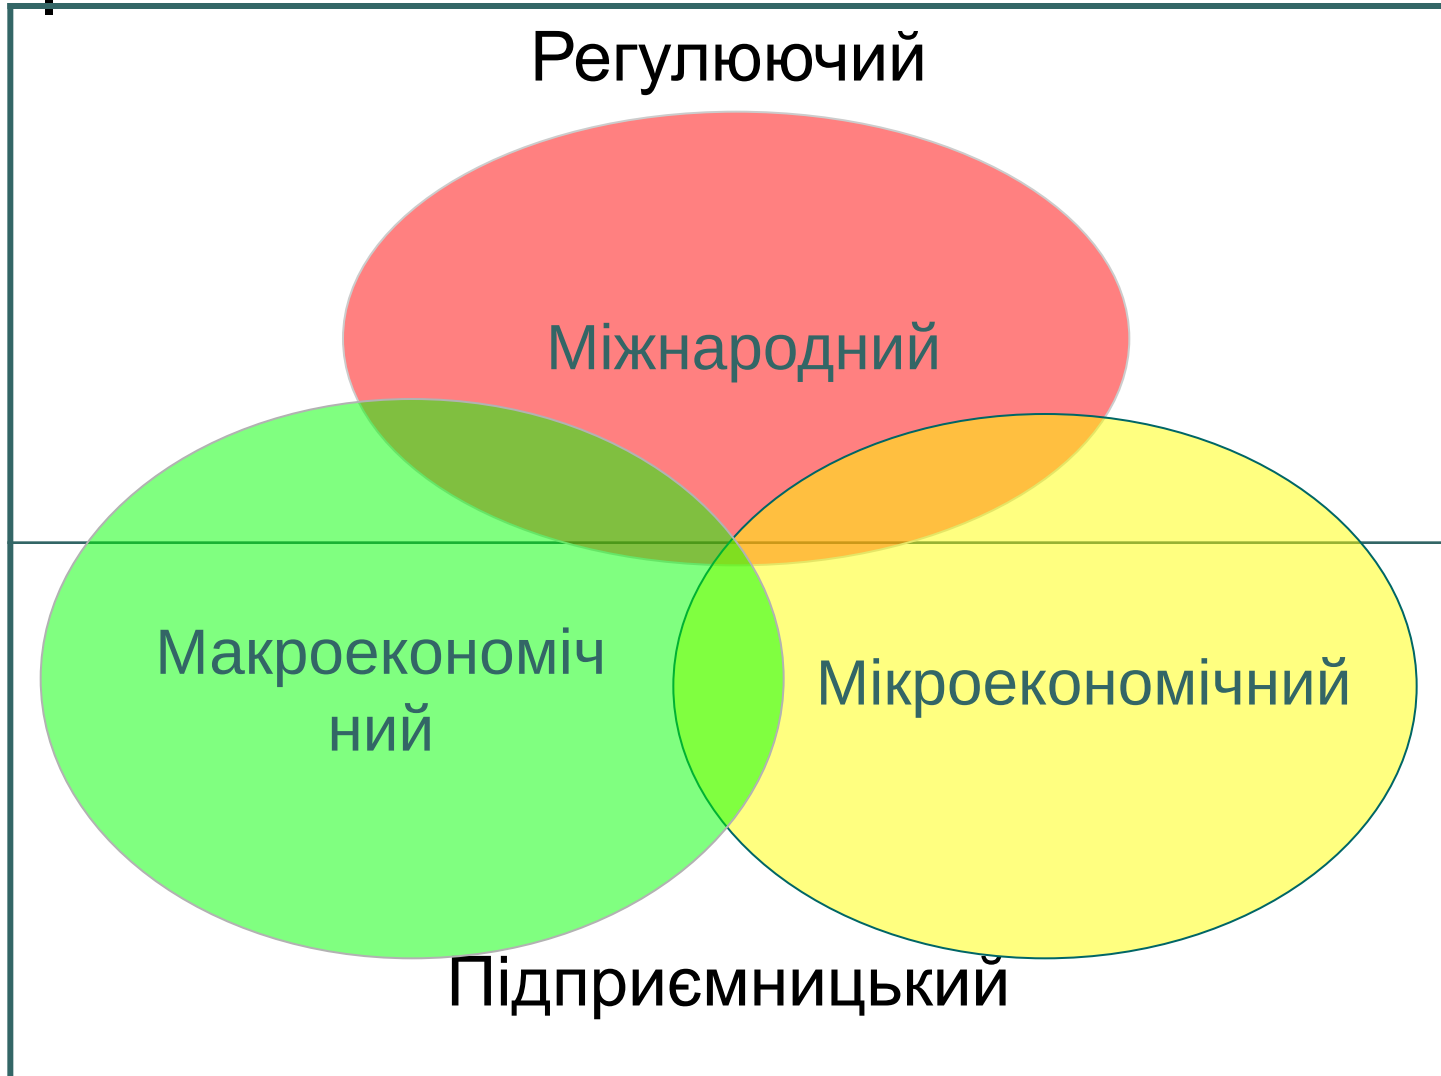 Регулюючий
Міжнародний
Макроекономіч
ний
Мікроекономічний
Підприємницький